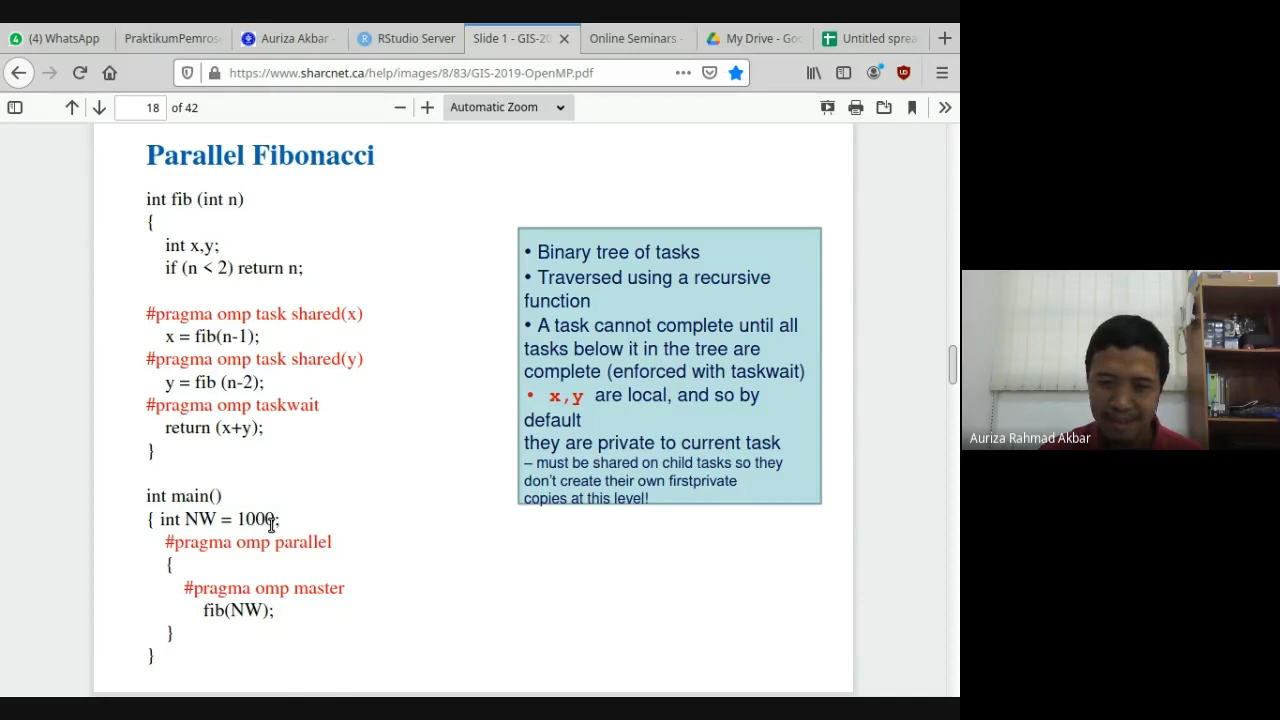 (4) WhatsApp
PraktikumPemros
Auriza Akbar -
RStudio Server
Slide 1 - GIS-20
Online Seminars -
My Drive - Goo
Untitled sprea
https://www.sharcnet.ca/help/images/8/83/GIS-2019-OpenMP.pdf
18 of 42
Automatic Zoom
Parallel Fibonacci
int fib (int n)
{
int x,y;
if (n < 2) return n;
#pragma omp task shared(x)
x = fib(n-1);
#pragma omp task shared(y)
y = fib (n-2);
#pragma omp taskwait
return (x+y);
}
int main()
{ int NW = 1000;
#pragma omp parallel
{
#pragma omp master
fib(NW);
}
}
• Binary tree of tasks
• Traversed using a recursive
function
• A task cannot complete until all
tasks below it in the tree are
complete (enforced with taskwait)
• x,y are local, and so by
default
they are private to current task
– must be shared on child tasks so they
don't create their own firstprivate
copies at this level!
Auriza Rahmad Akbar